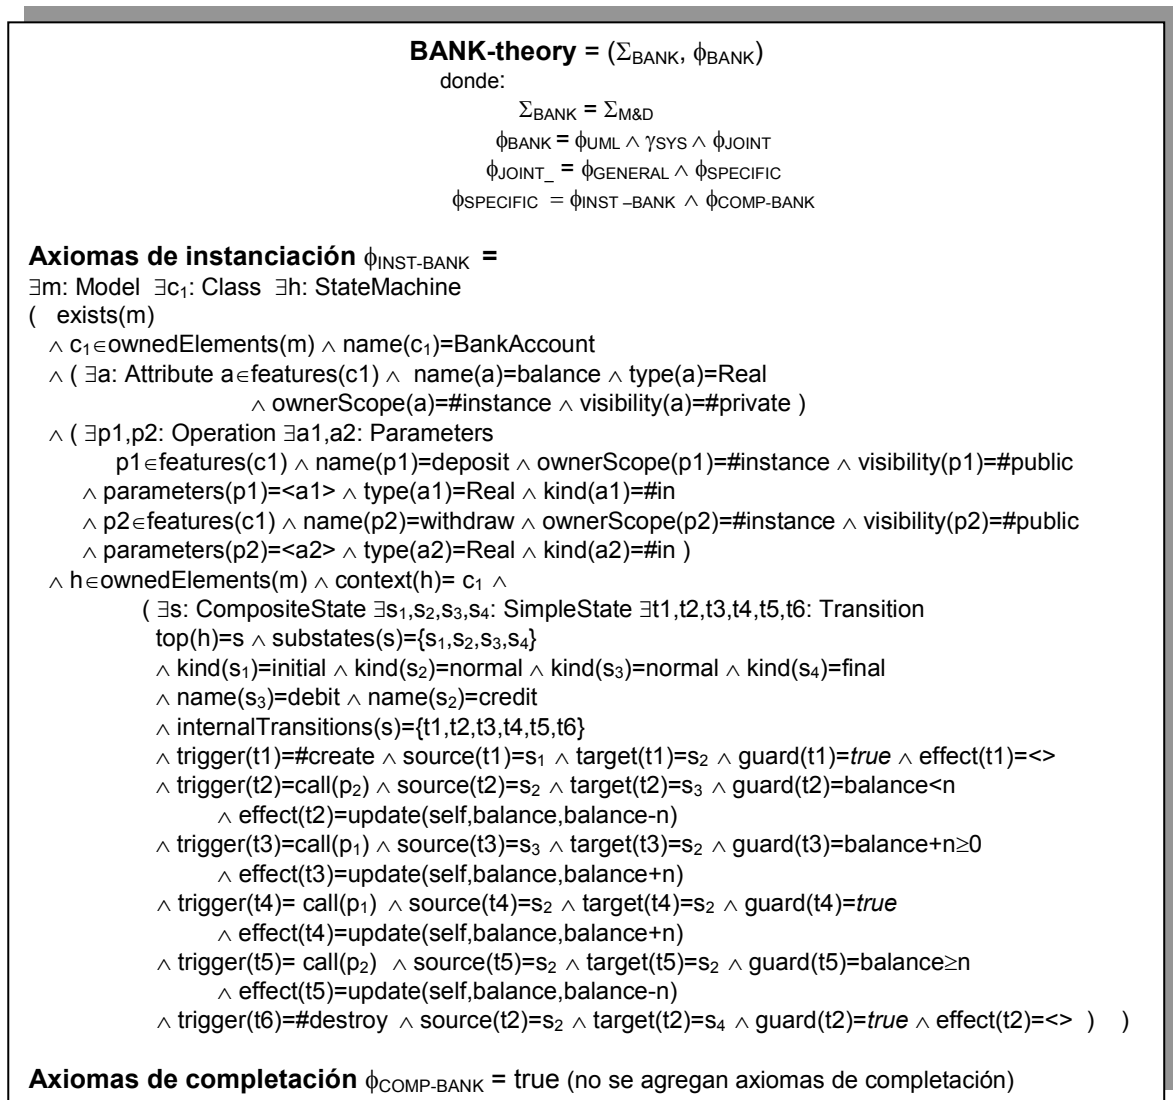 BANK-theory = (ΣBANK, ϕBANK)
donde:
ΣBANK = ΣM&D
ϕBANK = ϕUML ∧ γSYS ∧ ϕJOINT
ϕJOINT_ = ϕGENERAL ∧ ϕSPECIFIC
ϕSPECIFIC = ϕINST –BANK ∧ ϕCOMP-BANK
Axiomas de instanciación ϕINST-BANK =
∃m: Model ∃c₁: Class ∃h: StateMachine
( exists(m)
∧ c₁∈ownedElements(m) ∧ name(c₁)=BankAccount
∧ ( ∃a: Attribute a∈features(c1) ∧ name(a)=balance ∧ type(a)=Real
∧ ownerScope(a)=#instance ∧ visibility(a)=#private )
∧ ( ∃p1,p2: Operation ∃a1,a2: Parameters
p1∈features(c1) ∧ name(p1)=deposit ∧ ownerScope(p1)=#instance ∧ visibility(p1)=#public
∧ parameters(p1)=<a1> ∧ type(a1)=Real ∧ kind(a1)=#in
∧ p2∈features(c1) ∧ name(p2)=withdraw ∧ ownerScope(p2)=#instance ∧ visibility(p2)=#public
∧ parameters(p2)=<a2> ∧ type(a2)=Real ∧ kind(a2)=#in )
∧ h∈ownedElements(m) ∧ context(h)= c₁ ∧
( ∃s: CompositeState ∃s₁,s₂,s₃,s₄: SimpleState ∃t1,t2,t3,t4,t5,t6: Transition
top(h)=s ∧ substates(s)={s₁,s₂,s₃,s₄}
∧ kind(s₁)=initial ∧ kind(s₂)=normal ∧ kind(s₃)=normal ∧ kind(s₄)=final
∧ name(s₃)=debit ∧ name(s₂)=credit
∧ internalTransitions(s)={t1,t2,t3,t4,t5,t6}
∧ trigger(t1)=#create ∧ source(t1)=s₁ ∧ target(t1)=s₂ ∧ guard(t1)=true ∧ effect(t1)=<>
∧ trigger(t2)=call(p₂) ∧ source(t2)=s₂ ∧ target(t2)=s₃ ∧ guard(t2)=balance<n
∧ effect(t2)=update(self,balance,balance-n)
∧ trigger(t3)=call(p₁) ∧ source(t3)=s₃ ∧ target(t3)=s₂ ∧ guard(t3)=balance+n≥0
∧ effect(t3)=update(self,balance,balance+n)
∧ trigger(t4)= call(p₁) ∧ source(t4)=s₂ ∧ target(t4)=s₂ ∧ guard(t4)=true
∧ effect(t4)=update(self,balance,balance+n)
∧ trigger(t5)= call(p₂) ∧ source(t5)=s₂ ∧ target(t5)=s₂ ∧ guard(t5)=balance≥n
∧ effect(t5)=update(self,balance,balance-n)
∧ trigger(t6)=#destroy ∧ source(t2)=s₂ ∧ target(t2)=s₄ ∧ guard(t2)=true ∧ effect(t2)=<> ) )
Axiomas de completación ϕCOMP-BANK = true (no se agregan axiomas de completación)